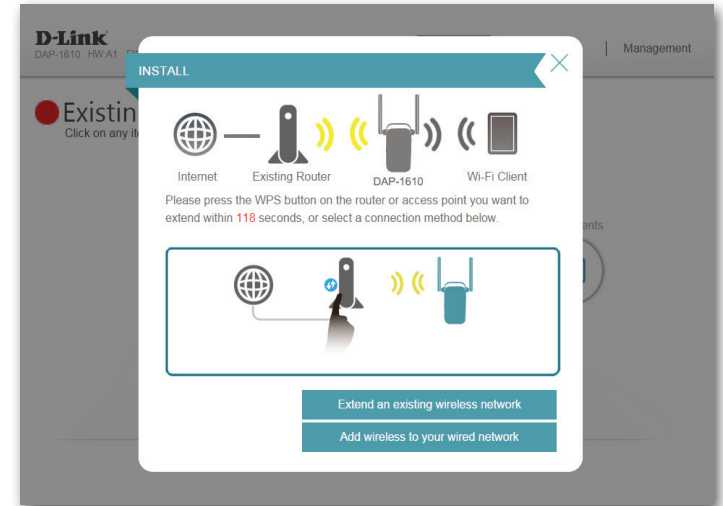 D-Link
DAP-1610 HW:A1
Management
INSTALL
Existin
Click on any
Internet
Existing Router
DAP-1610
Wi-Fi Client
Please press the WPS button on the router or access point you want to
extend within 118 seconds, or select a connection method below.
ents
Extend an existing wireless network
Add wireless to your wired network